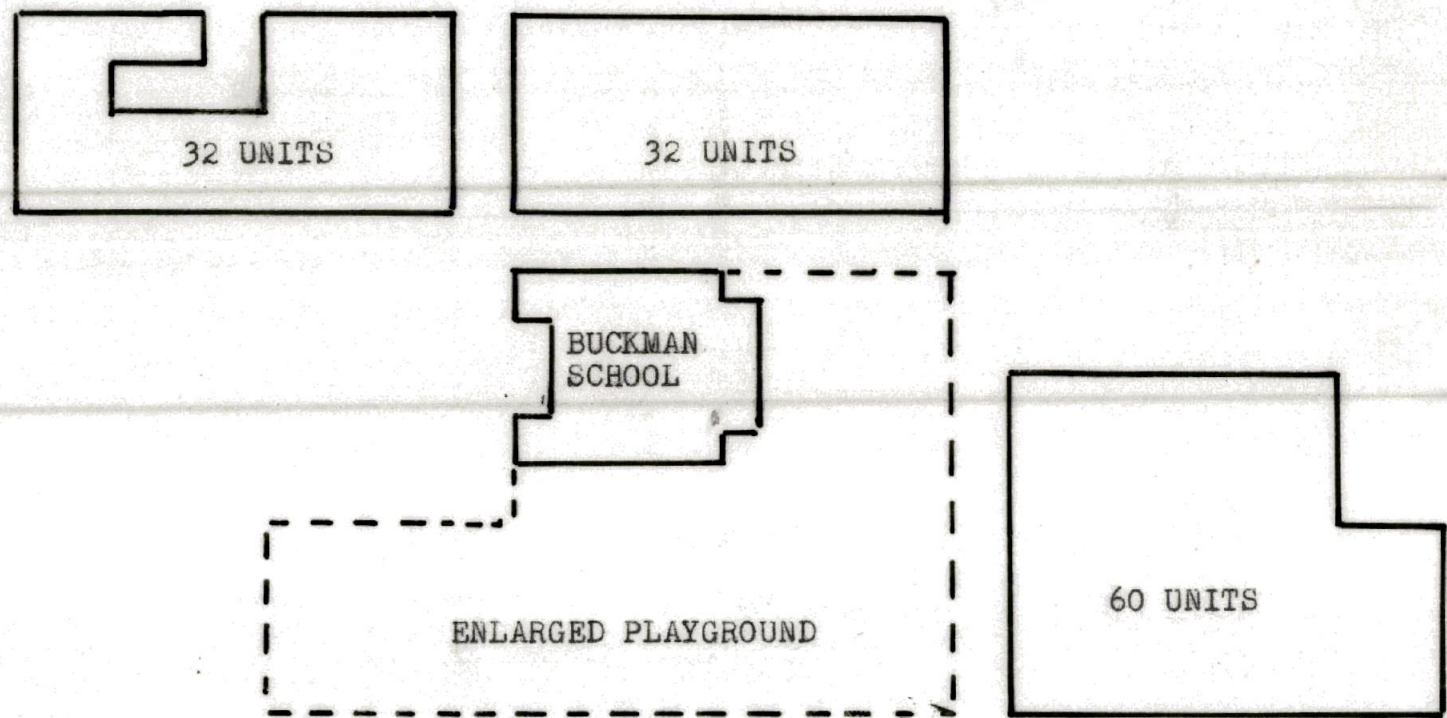 32 UNITS
32 UNITS
BUCKMAN
SCHOOL
60 UNITS
ENLARGED PLAYGROUND